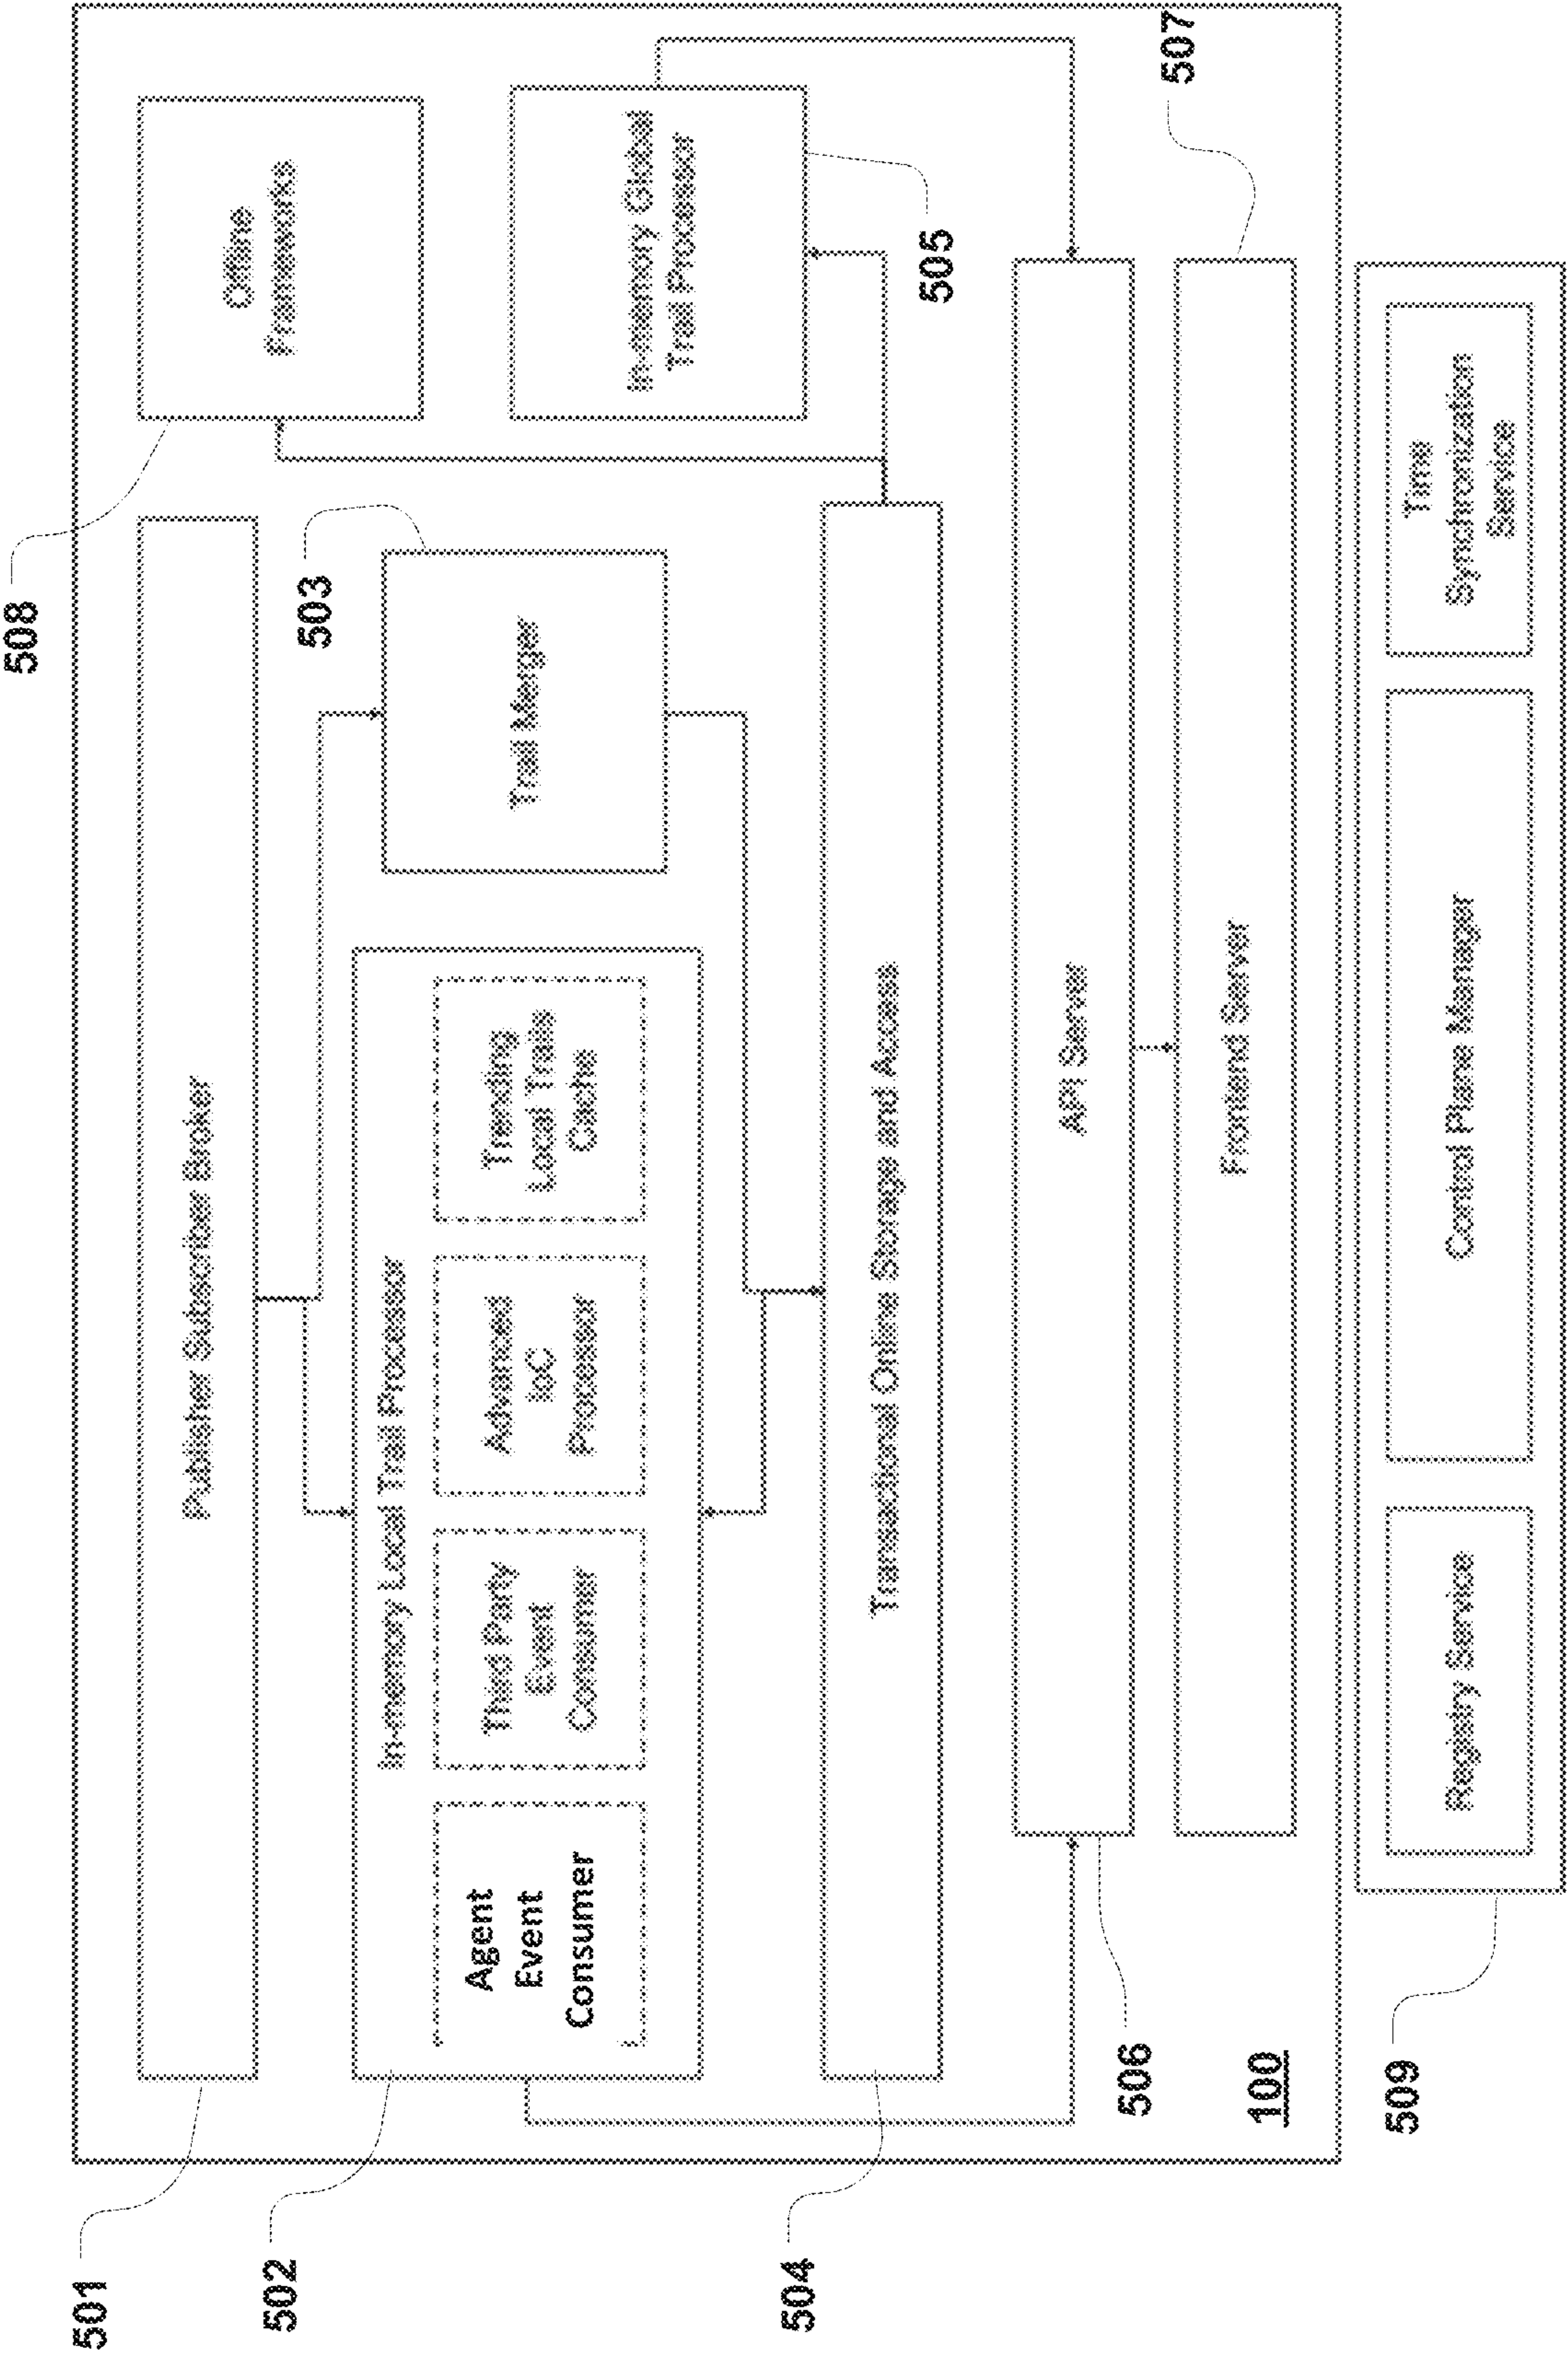 508
Publisher Subscriber Broker
Offline
Frameworks
501
503
In-memory Local Trail Processor
Agent
Event
Consumer
Third Party
Event
Consumer
Advanced
IoC
Processor
Trending
Local Trails
Cache
Trail Merger
In-memory Global
Trail Processor
502
505
Transactional Online Storage and Access
504
API Server
506
507
Frontend Server
100
Registry Service
Control Plane Manager
Time
Synchronization
Service
509